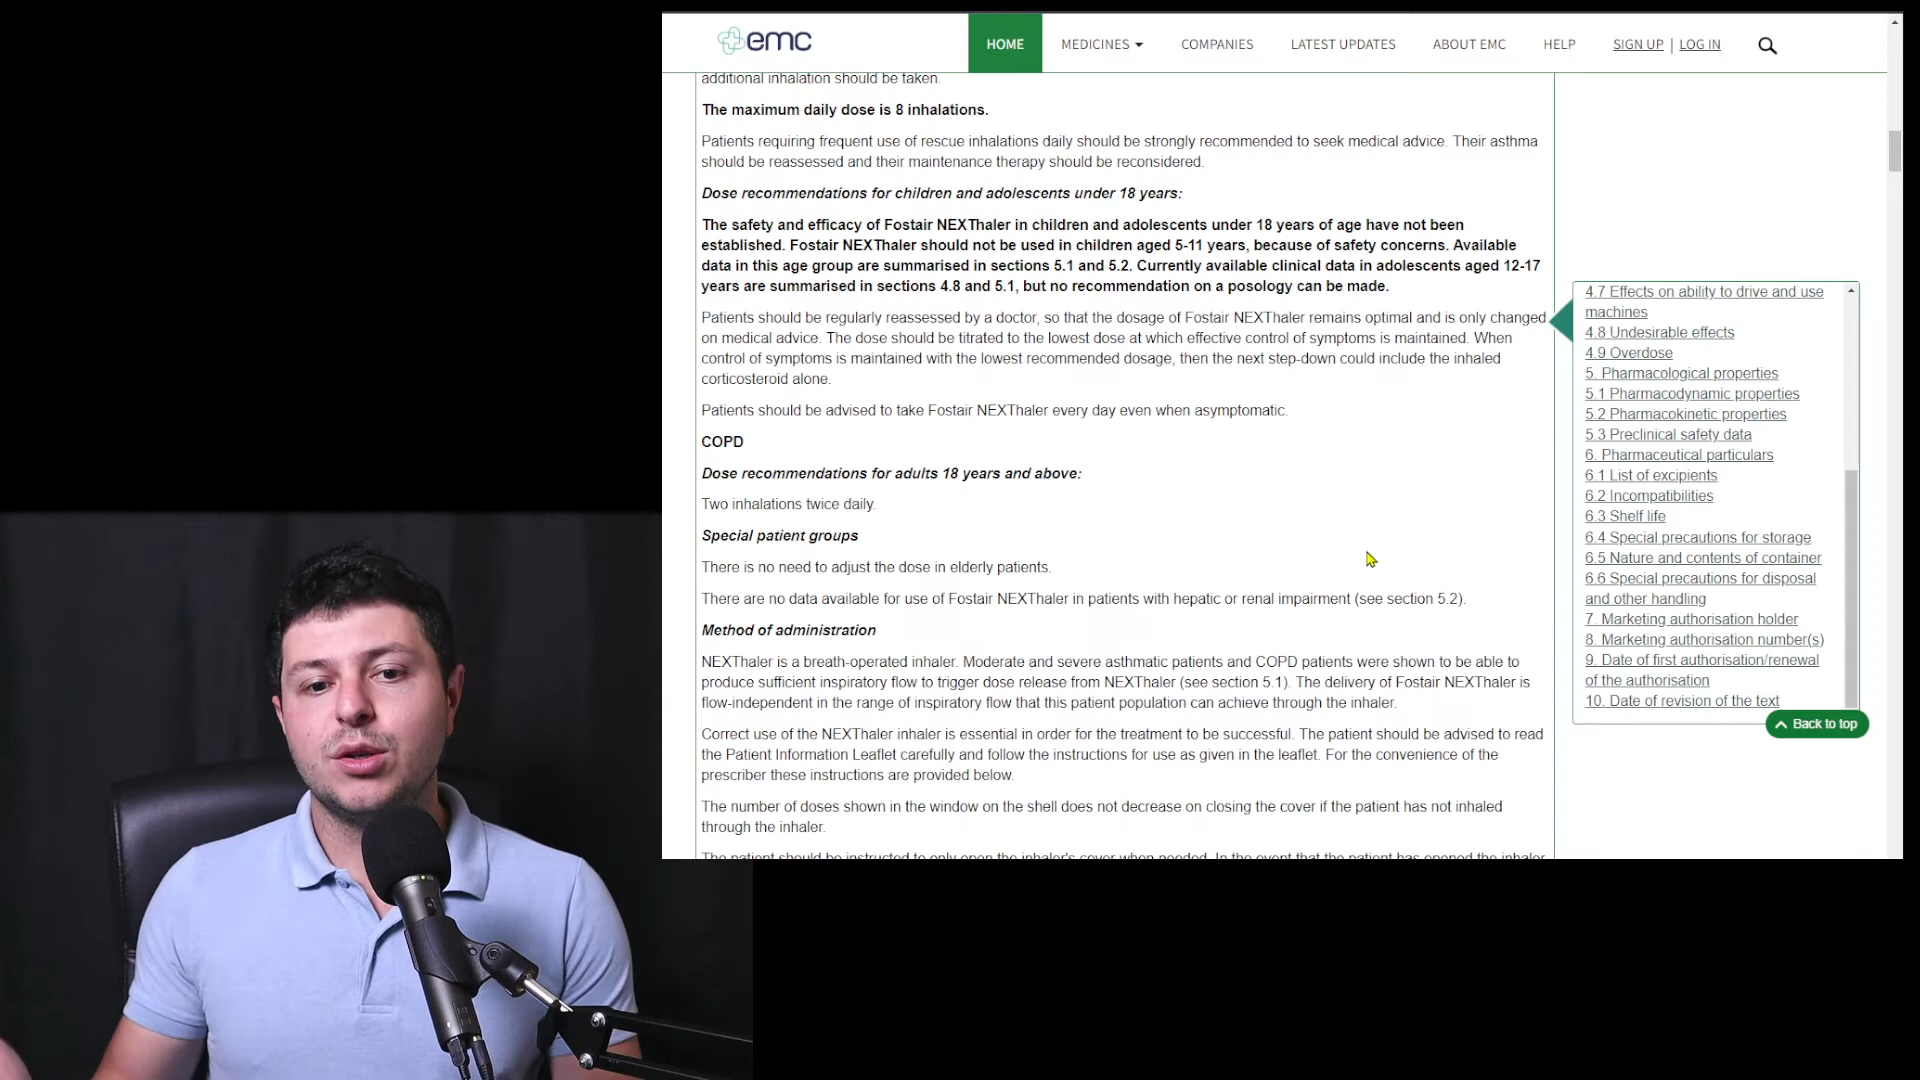 emc
HOME
MEDICINES
COMPANIES
LATEST UPDATES
ABOUT EMC
HELP
SIGN UP | LOG IN
additional inhalation should be taken.
The maximum daily dose is 8 inhalations.
Patients requiring frequent use of rescue inhalations daily should be strongly recommended to seek medical advice. Their asthma
should be reassessed and their maintenance therapy should be reconsidered.
Dose recommendations for children and adolescents under 18 years:
The safety and efficacy of Fostair NEXThaler in children and adolescents under 18 years of age have not been
established. Fostair NEXThaler should not be used in children aged 5-11 years, because of safety concerns. Available
data in this age group are summarised in sections 5.1 and 5.2. Currently available clinical data in adolescents aged 12-17
years are summarised in sections 4.8 and 5.1, but no recommendation on a posology can be made.
Patients should be regularly reassessed by a doctor, so that the dosage of Fostair NEXThaler remains optimal and is only changed
on medical advice. The dose should be titrated to the lowest dose at which effective control of symptoms is maintained. When
control of symptoms is maintained with the lowest recommended dosage, then the next step-down could include the inhaled
corticosteroid alone.
Patients should be advised to take Fostair NEXThaler every day even when asymptomatic.
COPD
Dose recommendations for adults 18 years and above:
Two inhalations twice daily.
Special patient groups
There is no need to adjust the dose in elderly patients.
There are no data available for use of Fostair NEXThaler in patients with hepatic or renal impairment (see section 5.2).
Method of administration
NEXThaler is a breath-operated inhaler. Moderate and severe asthmatic patients and COPD patients were shown to be able to
produce sufficient inspiratory flow to trigger dose release from NEXThaler (see section 5.1). The delivery of Fostair NEXThaler is
flow-independent in the range of inspiratory flow that this patient population can achieve through the inhaler.
Correct use of the NEXThaler inhaler is essential in order for the treatment to be successful. The patient should be advised to read
the Patient Information Leaflet carefully and follow the instructions for use as given in the leaflet. For the convenience of the
prescriber these instructions are provided below.
The number of doses shown in the window on the shell does not decrease on closing the cover if the patient has not inhaled
through the inhaler.
The patient should be instructed to only open the inhaler's cover when needed. In the event that the patient has opened the inhaler
4.7 Effects on ability to drive and use
machines
4.8 Undesirable effects
4.9 Overdose
5. Pharmacological properties
5.1 Pharmacodynamic properties
5.2 Pharmacokinetic properties
5.3 Preclinical safety data
6. Pharmaceutical particulars
6.1 List of excipients
6.2 Incompatibilities
6.3 Shelf life
6.4 Special precautions for storage
6.5 Nature and contents of container
6.6 Special precautions for disposal
and other handling
7. Marketing authorisation holder
8. Marketing authorisation number(s)
9. Date of first authorisation/renewal
of the authorisation
10. Date of revision of the text
Back to top